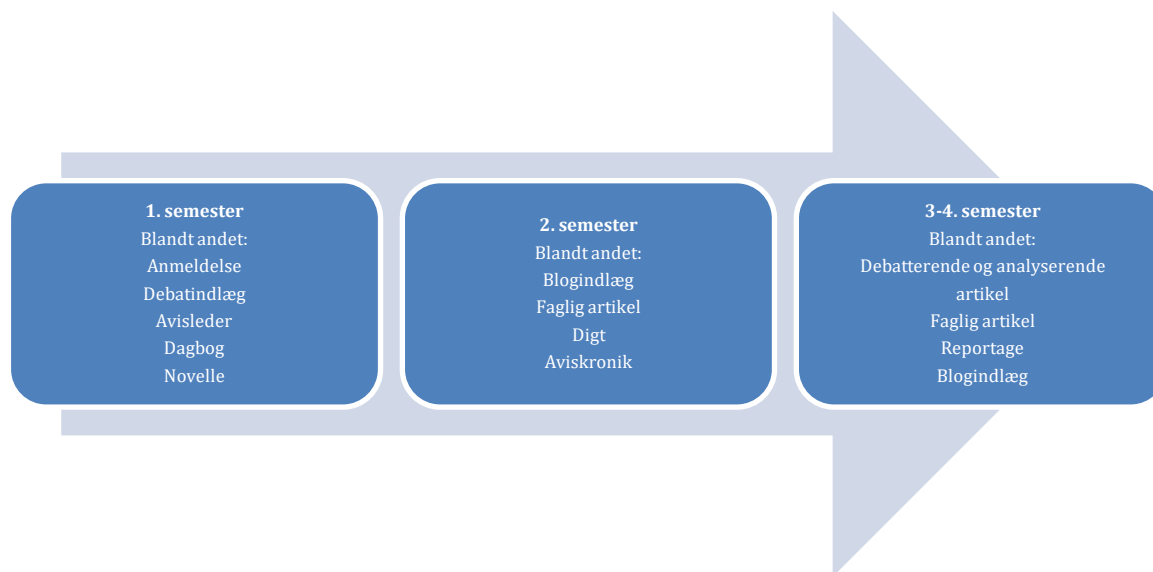 1. semester
Blandt andet:
Anmeldelse
Debatindlæg
Avisleder
Dagbog
Novelle
2. semester
Blandt andet:
Blogindlæg
Faglig artikel
Digt
Aviskronik
3-4. semester
Blandt andet:
Debatterende og analyserende
artikel
Faglig artikel
Reportage
Blogindlæg